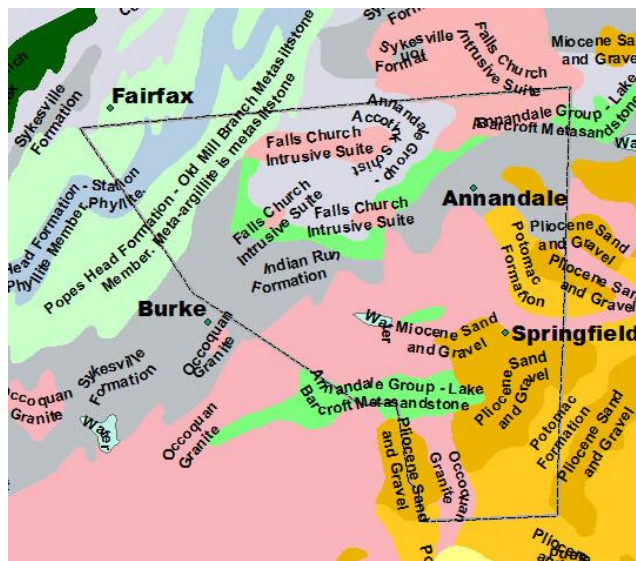 Sykesville
Formation
Fairfax
Sykesville
Format
ion
Falls Church
Intrusive Suite
Miocene Sand
and Gravel
Annandale Group - Lake
Barcroft Metasandstone
Wa
Annandale Group -
Accotink
Schist
Falls Church
Intrusive Suite
Annandale
Head Formation - Station
Phyllite Member. Phyllite.
Popes Head Formation - Old Mill Branch Metasiltstone
Member. Meta-argillite is metasiltstone
Falls Church
Intrusive Suite
Falls Church
Intrusive Suite
Indian Run
Formation
Potomac
Formation
Pliocene Sand
and Gravel
Pliocene Sand
and Gravel
Burke
Occoquan
Granite
Water
Miocene Sand
and Gravel
Springfield
Occoquan
Granite
Sykesville
Formation
Water
Occoquan
Granite
Annandale Group - Lake
Barcroft Metasandstone
Pliocene Sand
and Gravel
Potomac
Formation
Pliocene Sand
and Gravel
Pliocene Sand
and Gravel
Occoquan
Granite
Pliocene